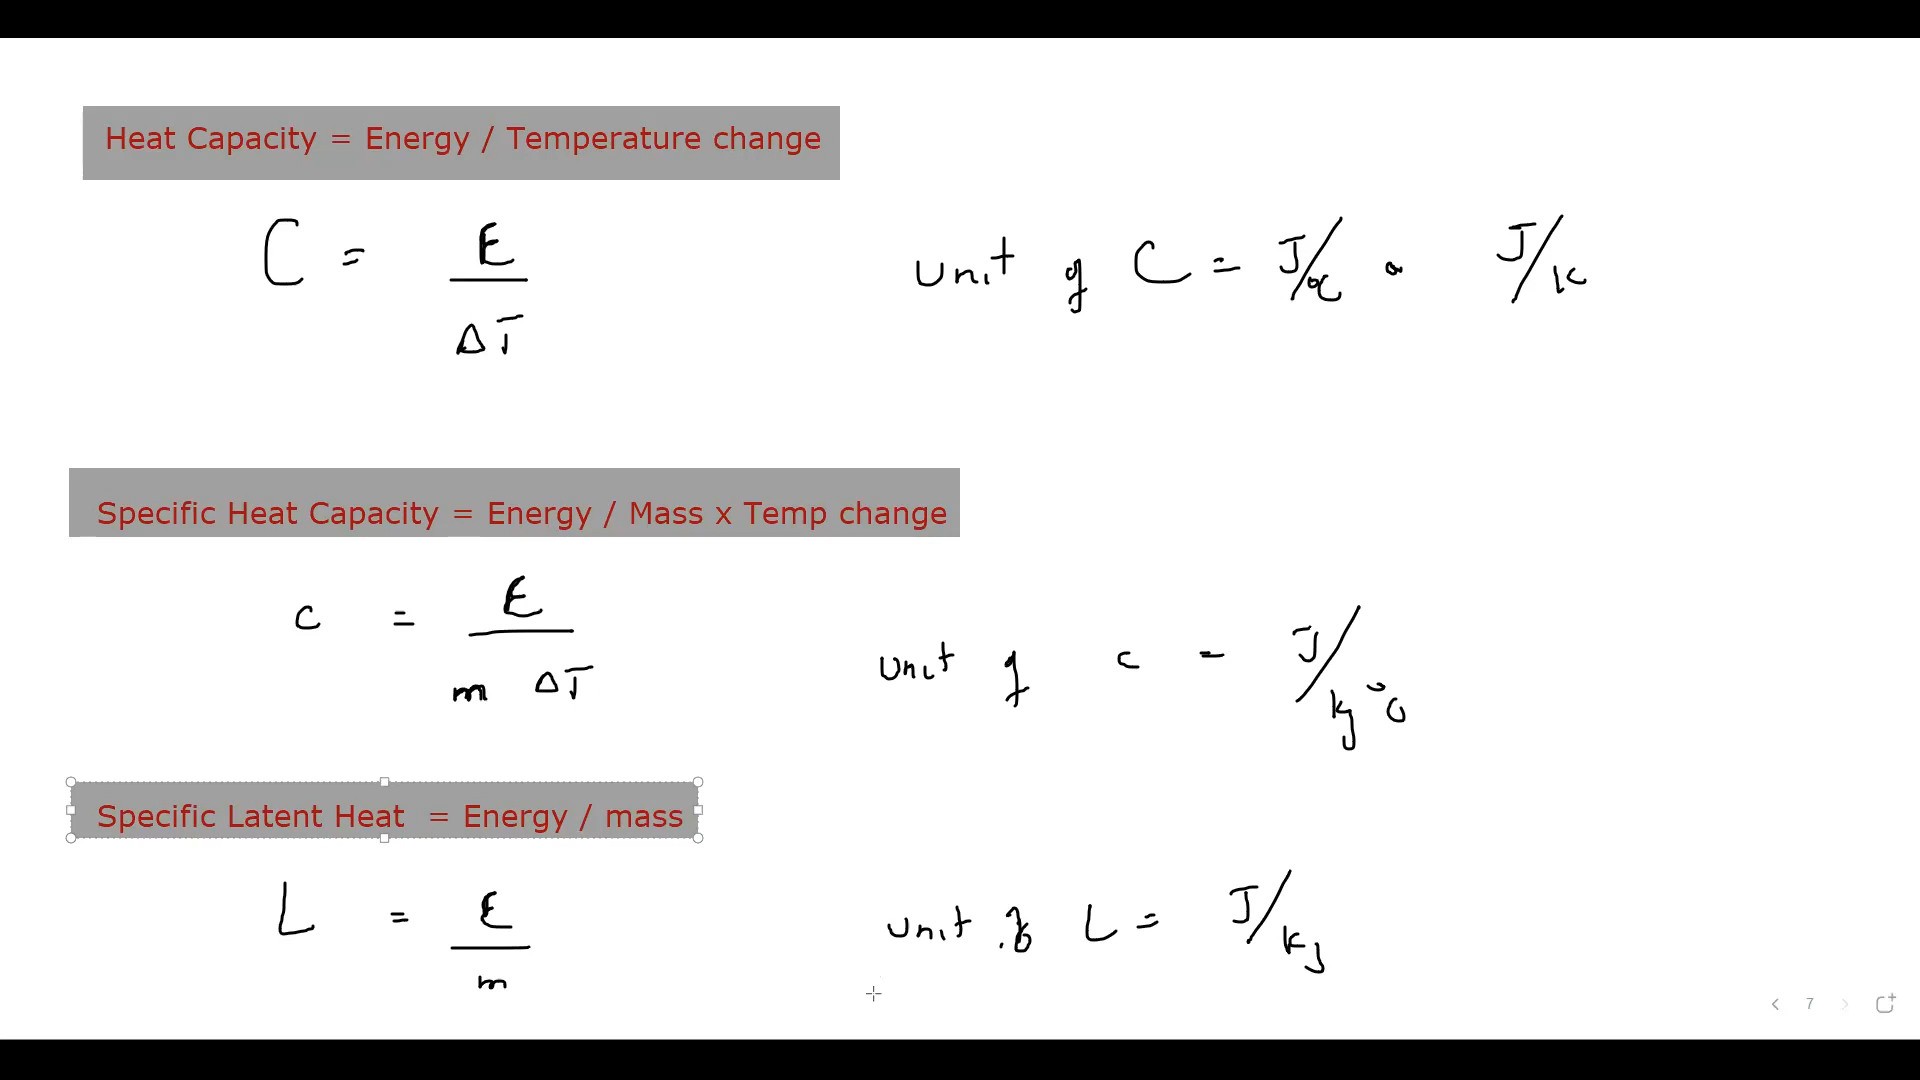 Heat Capacity = Energy / Temperature change
C = E / ΔT
unit of C = J/°C or J/K
Specific Heat Capacity = Energy / Mass x Temp change
c = E / m ΔT
unit of c = J/kg °C
Specific Latent Heat = Energy / mass
L = E / m
unit of L = J/kg
7